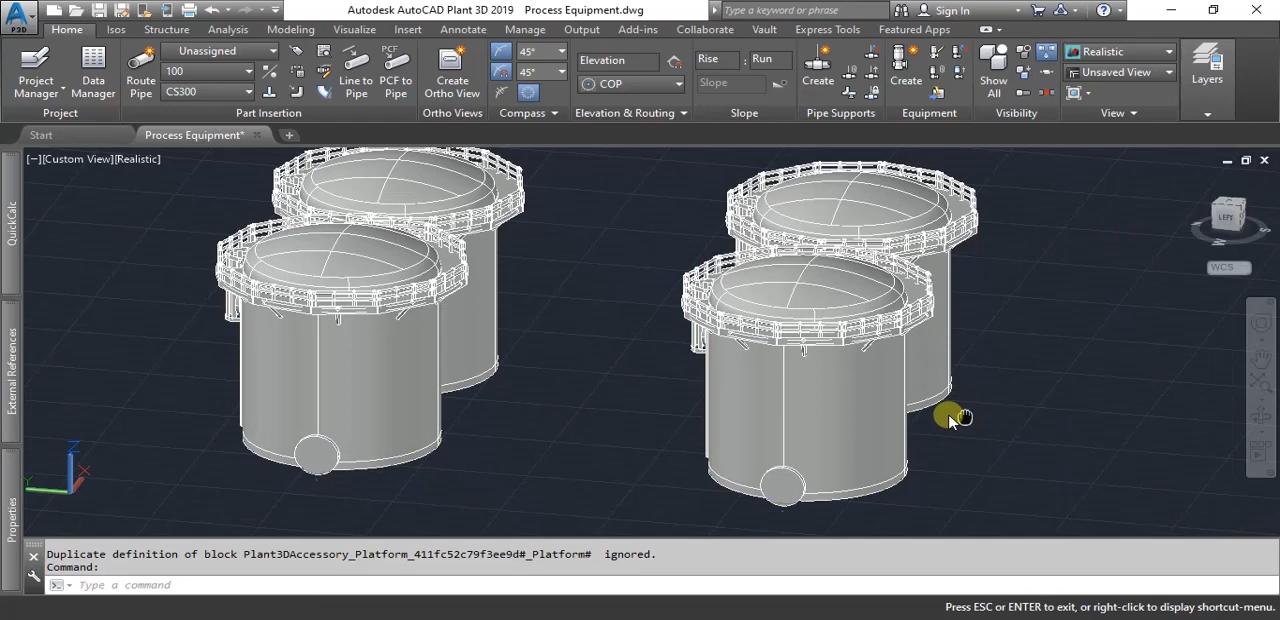 P3D
Autodesk AutoCAD Plant 3D 2019 Process Equipment.dwg
Type a keyword or phrase
Sign In
Home Isos Structure Analysis Modeling Visualize Insert Annotate Manage Output Add-ins Collaborate Vault Express Tools Featured Apps
Project Manager
Data Manager
Project
Route Pipe
Unassigned
100
CS300
Line to Pipe
PCF
PCF to Pipe
Part Insertion
Create Ortho View
Ortho Views
45°
45°
Compass
Elevation
COP
Elevation & Routing
Rise : Run
Slope
Slope
Create
Pipe Supports
Create
Equipment
Show All
Visibility
Realistic
Unsaved View
View
Layers
Start
Process Equipment*
[−][Custom View][Realistic]
QuickCalc
External References
Properties
LEFT
N
S
WCS
Z
X
Y
Duplicate definition of block Plant3DAccessory_Platform_411fc52c79f3ee9d#_Platform# ignored.
Command:
Type a command
Press ESC or ENTER to exit, or right-click to display shortcut-menu.